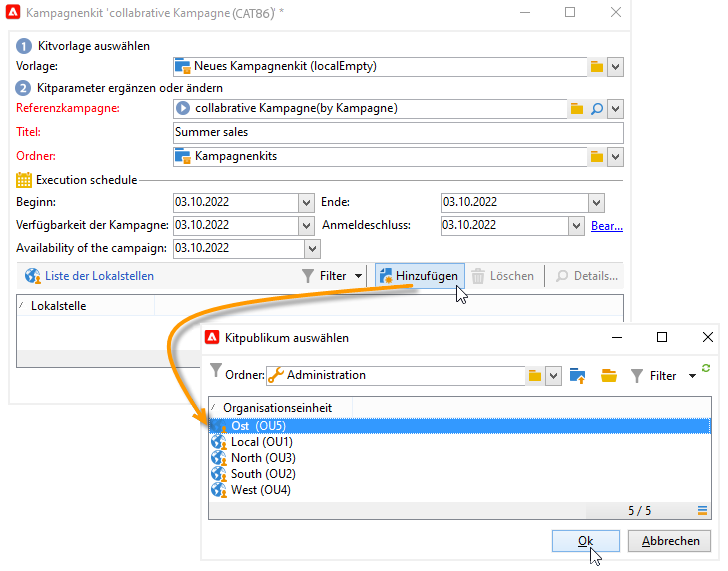 Kampagnenkit 'collabrative Kampagne (CAT86)' *
1 Kitvorlage auswählen
Vorlage: Neues Kampagnenkit (localEmpty)
2 Kitparameter ergänzen oder ändern
Referenzkampagne: collabrative Kampagne(by Kampagne)
Titel: Summer sales
Ordner: Kampagnenkits
Execution schedule
Beginn: 03.10.2022 Ende: 03.10.2022
Verfügbarkeit der Kampagne: 03.10.2022 Anmeldeschluss: 03.10.2022 Bear...
Availability of the campaign: 03.10.2022
Liste der Lokalstellen Filter Hinzufügen Löschen Details...
Lokalstelle
Kitpublikum auswählen
Ordner: Administration Filter
Organisationseinheit
Ost (OU5)
Local (OU1)
North (OU3)
South (OU2)
West (OU4)
5 / 5
Ok Abbrechen